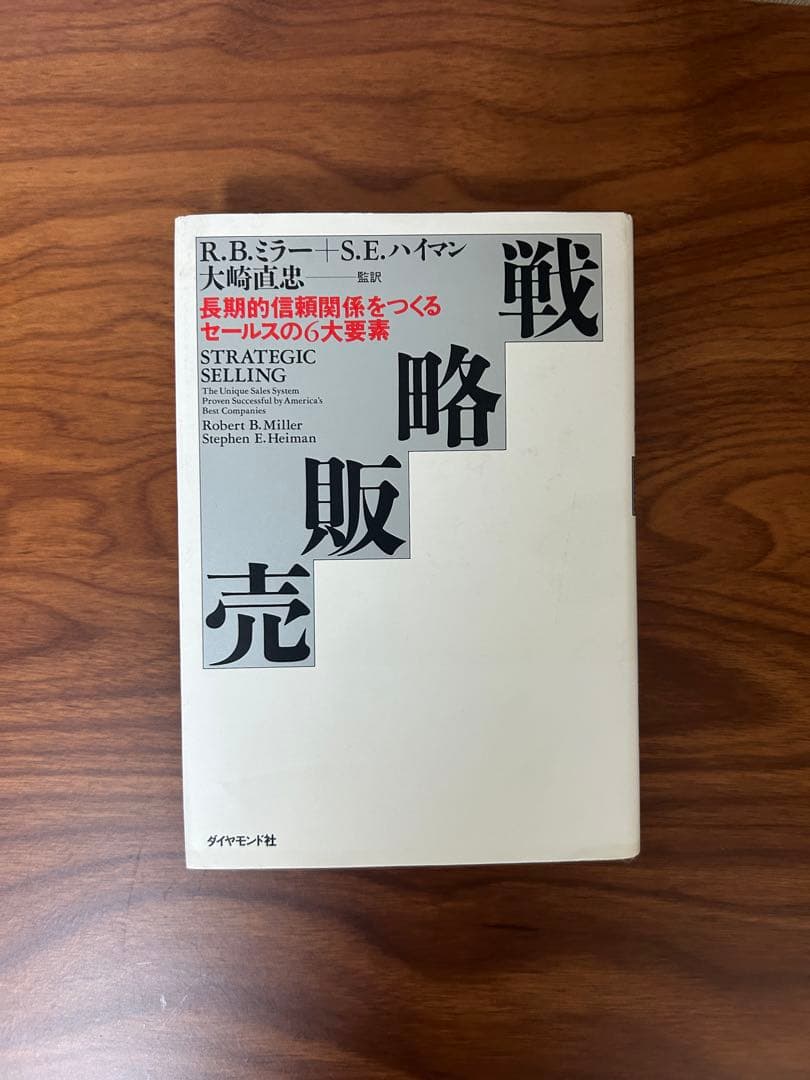 R.B.ミラー+S.E.ハイマン
大崎直忠――監訳
長期的信頼関係をつくる
セールスの6大要素
STRATEGIC
SELLING
The Unique Sales System
Proven Successful by America's
Best Companies
Robert B. Miller
Stephen E. Heiman
戦
略
販
売
ダイヤモンド社